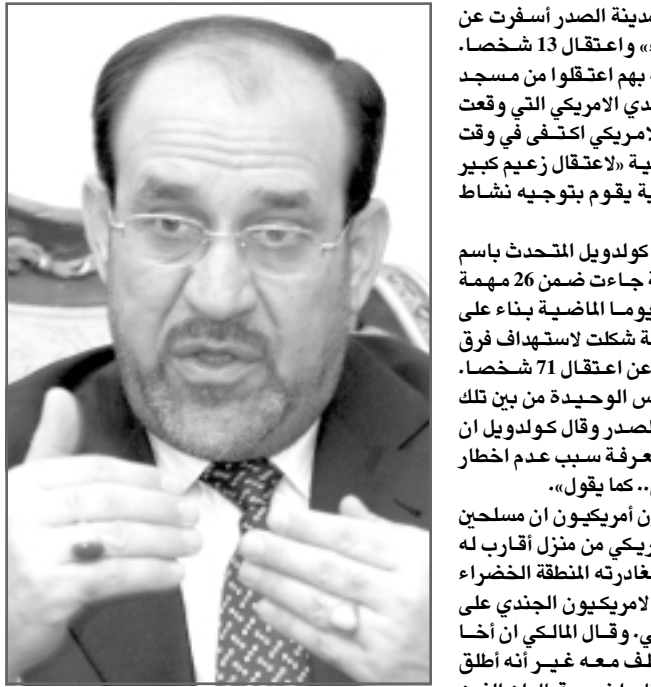 مدينة الصدر أسفرت عن
» واعتقال 13 شخصا.
بهم اعتقلوا من مسجد
دي الامريكي التي وقعت
لامريكي اكتفى في وقت
ية «لاعتقال زعيم كبير
ية يقوم بتوجيه نشاط
كولدويل المتحدث باسم
ة جاءت ضمن 26 مهمة
يوما الماضية بناء على
ة شكلت لاستهداف فرق
عن اعتقال 71 شخصا.
س الوحيدة من بين تلك
لصدر وقال كولدويل ان
عرفة سبب عدم اخطار
.. كما يقول».
ن أمريكيون ان مسلحين
ريكي من منزل أقارب له
غادرته المنطقة الخضراء
لامريكيون الجندي على
ي. وقال المالكي ان أخا
لف معه غير أنه أطلق